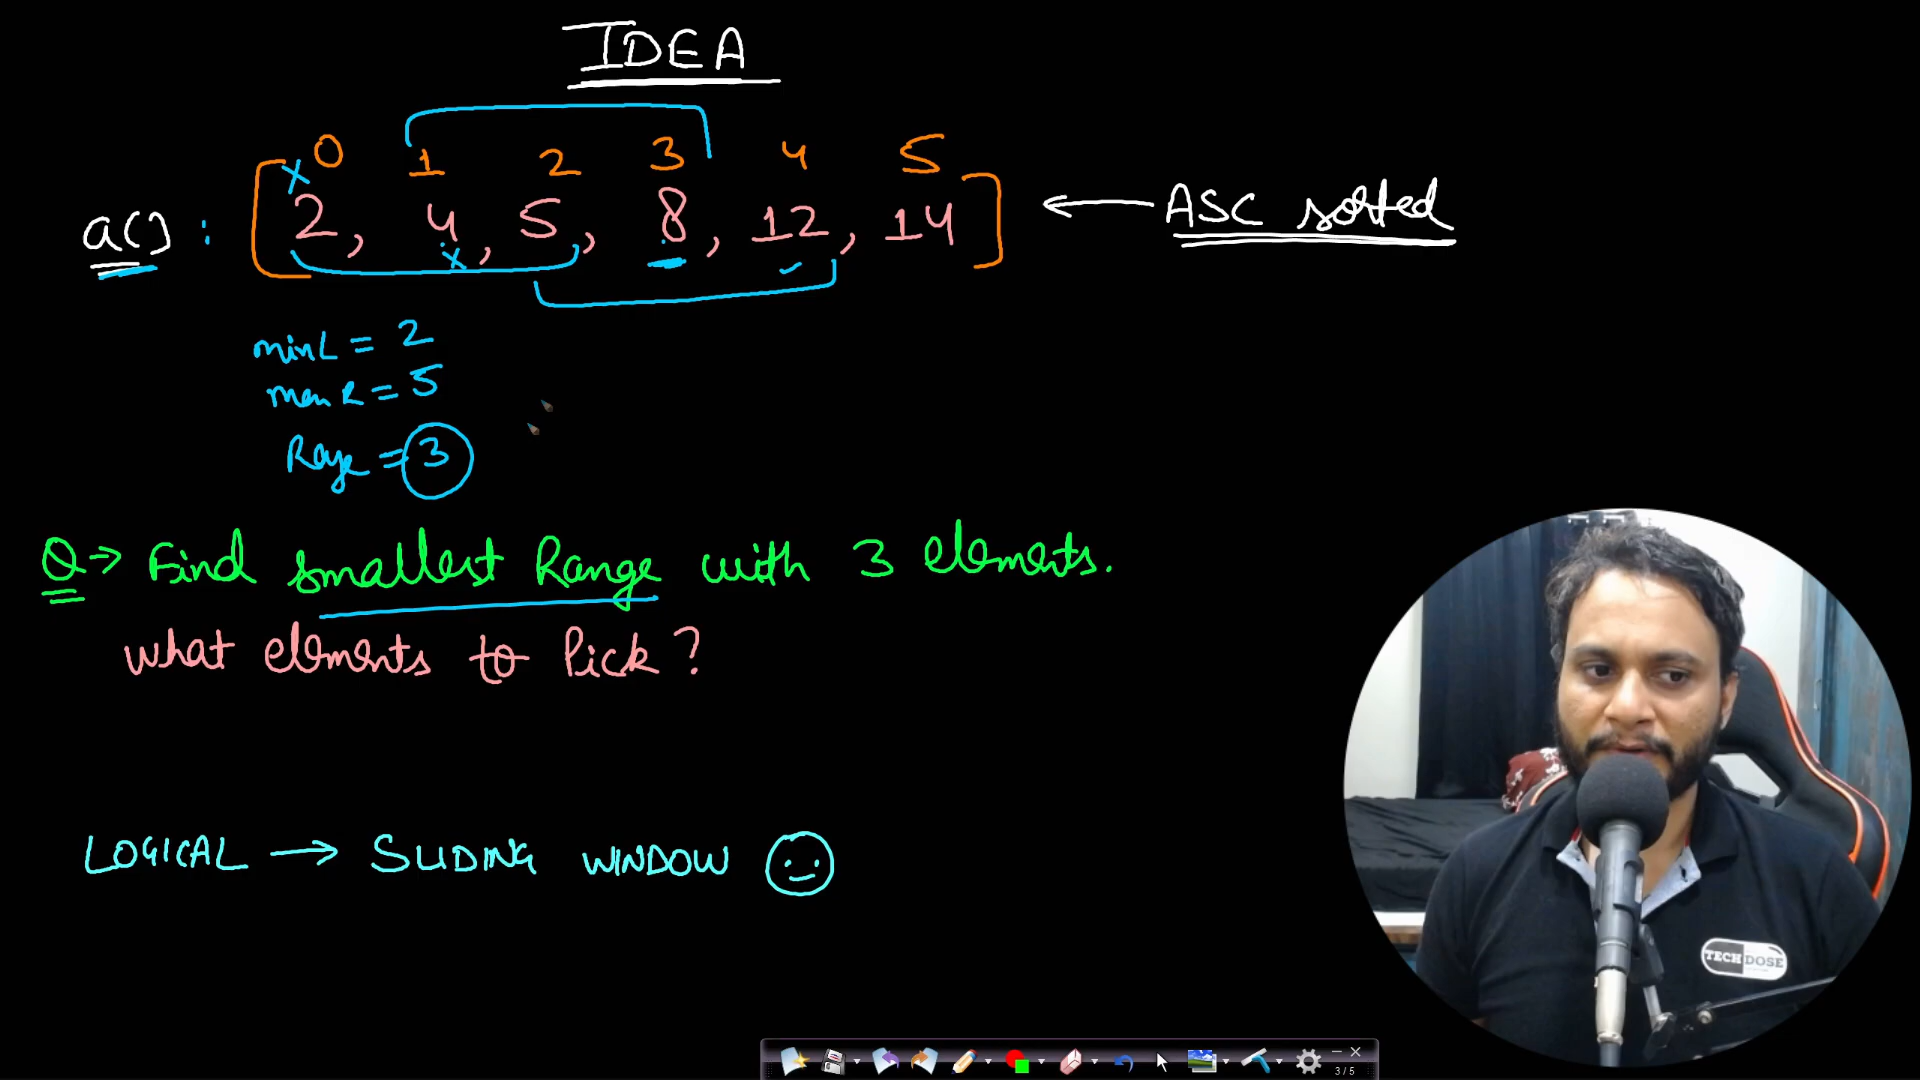 IDEA
0 1 2 3 4 5
a[] : [2, 4, 5, 8, 12, 14] ← ASC sorted
minL = 2
maxR = 5
Range = 3
Q → Find smallest Range with 3 elements.
what elements to Pick?
LOGICAL → SLIDING WINDOW
TECH DOSE
3/5